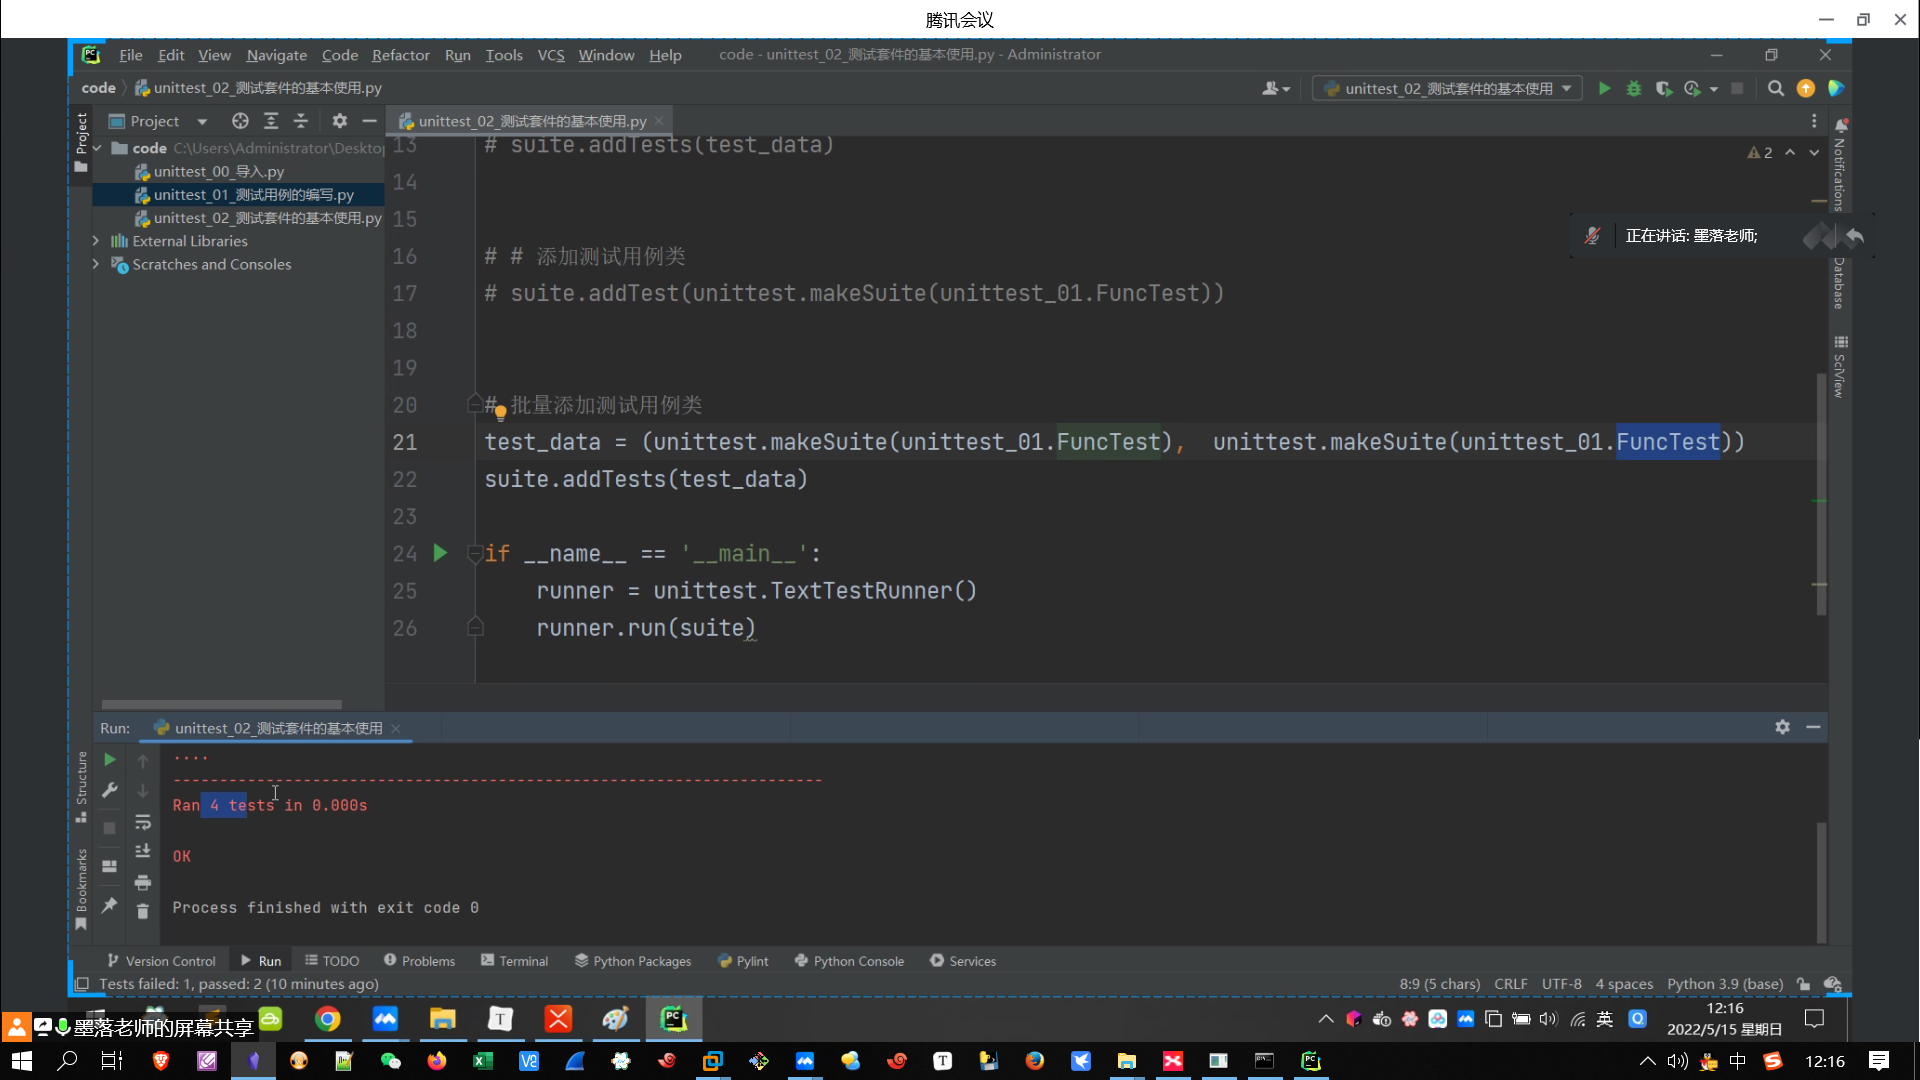 腾讯会议
File Edit View Navigate Code Refactor Run Tools VCS Window Help code - unittest_02_测试套件的基本使用.py - Administrator
code unittest_02_测试套件的基本使用.py
unittest_02_测试套件的基本使用
Project
Project
unittest_02_测试套件的基本使用.py
code C:\Users\Administrator\Desktop
unittest_00_导入.py
unittest_01_测试用例的编写.py
unittest_02_测试套件的基本使用.py
External Libraries
Scratches and Consoles
13 # suite.addTests(test_data)
14
15
16 # # 添加测试用例类
17 # suite.addTest(unittest.makeSuite(unittest_01.FuncTest))
18
19
20 # 批量添加测试用例类
21 test_data = (unittest.makeSuite(unittest_01.FuncTest), unittest.makeSuite(unittest_01.FuncTest))
22 suite.addTests(test_data)
23
24 if __name__ == '__main__':
25 runner = unittest.TextTestRunner()
26 runner.run(suite)
2
Notifications
正在讲话: 墨落老师;
Database
SciView
Run: unittest_02_测试套件的基本使用
Structure
Bookmarks
....
----------------------------------------------------------------------
Ran 4 tests in 0.000s
OK
Process finished with exit code 0
Version Control Run TODO Problems Terminal Python Packages Pylint Python Console Services
Tests failed: 1, passed: 2 (10 minutes ago)
8:9 (5 chars) CRLF UTF-8 4 spaces Python 3.9 (base)
墨落老师的屏幕共享
英
12:16
2022/5/15 星期日
中
12:16